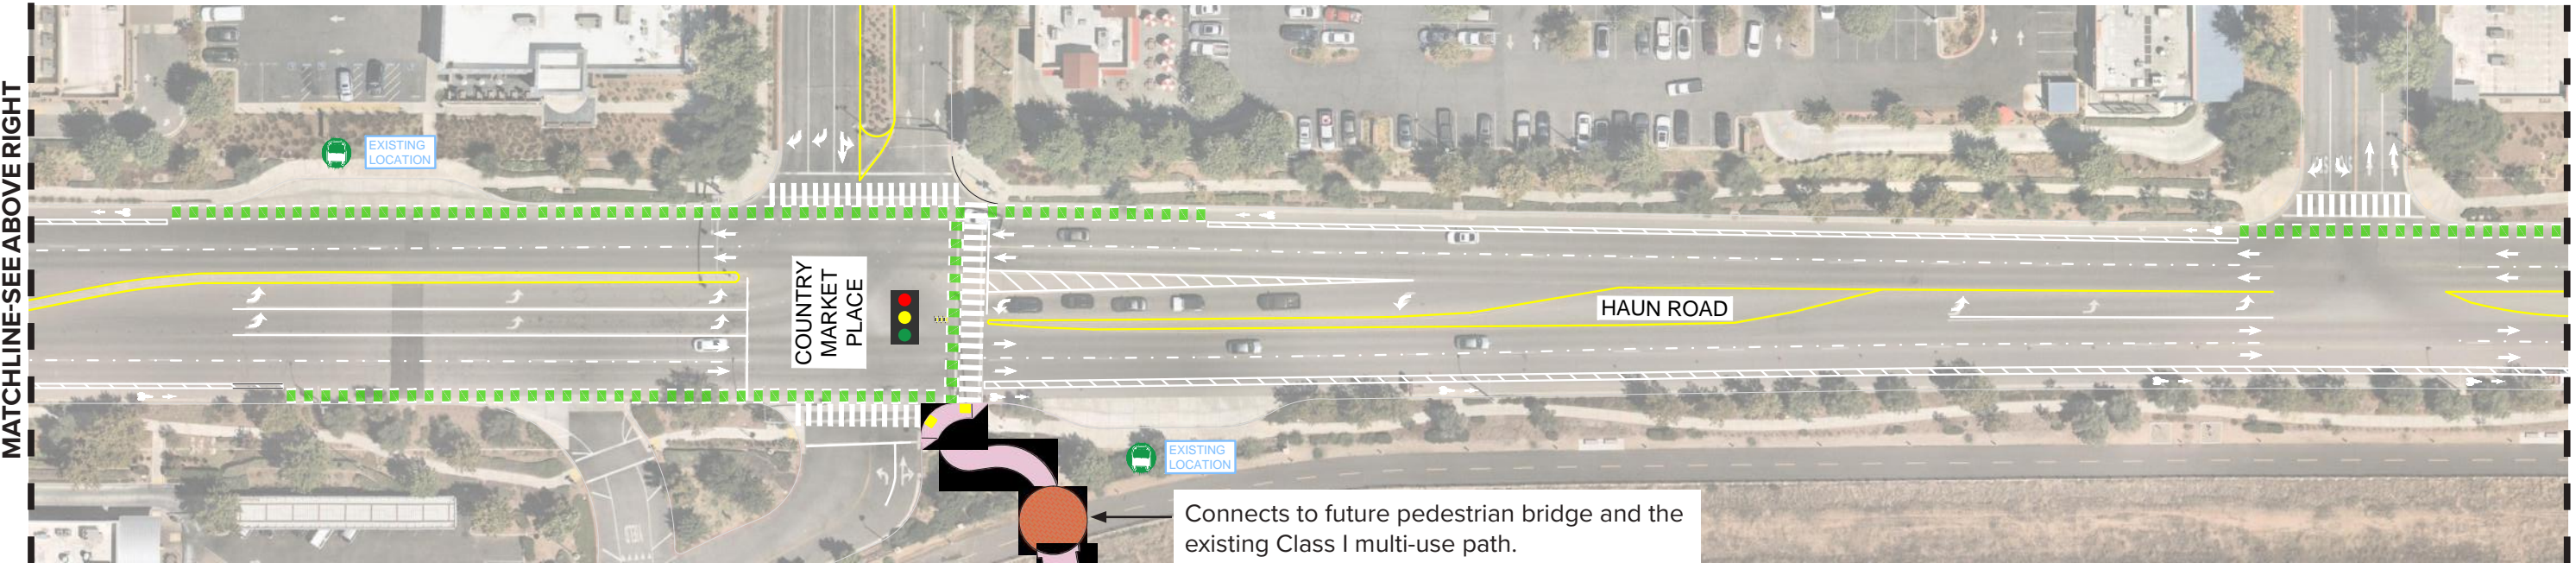 MATCHLINE-SEE ABOVE RIGHT
EXISTING
LOCATION
COUNTRY
MARKET
PLACE
HAUN ROAD
EXISTING
LOCATION
Connects to future pedestrian bridge and the
existing Class I multi-use path.